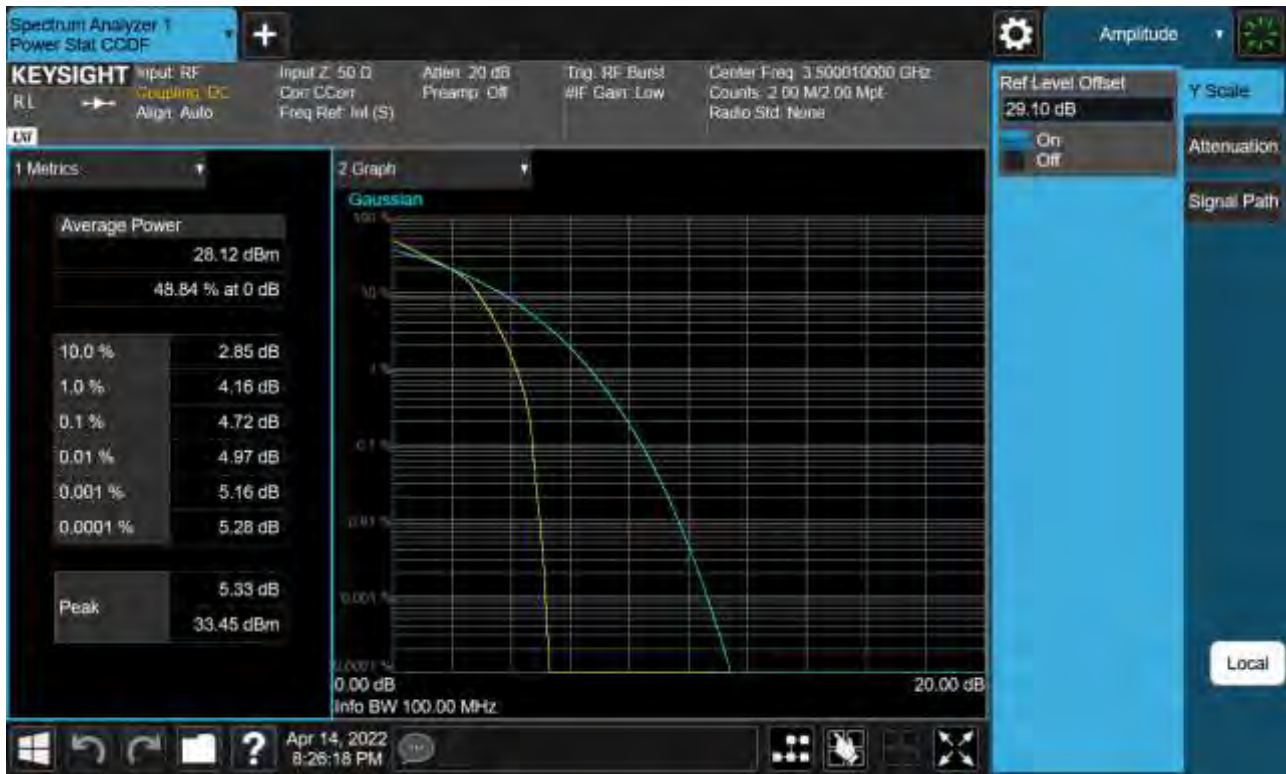 Spectrum Analyzer 1
Power Stat CCDF
Amplitude
KEYSIGHT
RL
Input: RF
Coupling: DC
Align: Auto
Input Z: 50 Ω
Corr CCorr
Freq Ref: Int (S)
Atten: 20 dB
Preamp: Off
Trig: RF Burst
#IF Gain: Low
Center Freq: 3.500010000 GHz
Counts: 2.00 M/2.00 Mpt
Radio Std: None
Ref Level Offset
29.10 dB
On
Off
Y Scale
Attenuation
Signal Path
Local
1 Metrics
Average Power
28.12 dBm
48.84 % at 0 dB
10.0 % 2.85 dB
1.0 % 4.16 dB
0.1 % 4.72 dB
0.01 % 4.97 dB
0.001 % 5.16 dB
0.0001 % 5.28 dB
Peak
5.33 dB
33.45 dBm
2 Graph
Gaussian
100 %
10 %
1 %
0.1 %
0.01 %
0.001 %
0.0001 %
0.00 dB 20.00 dB
Info BW 100.00 MHz
?
Apr 14, 2022
8:26:18 PM